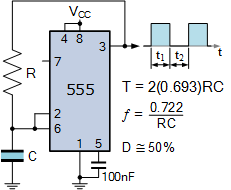 VCC
4 8
3
R
7
555
t1 t2 t
T = 2(0.693)RC
2
6
f = 0.722
RC
C
1 5
D ≅ 50%
100nF